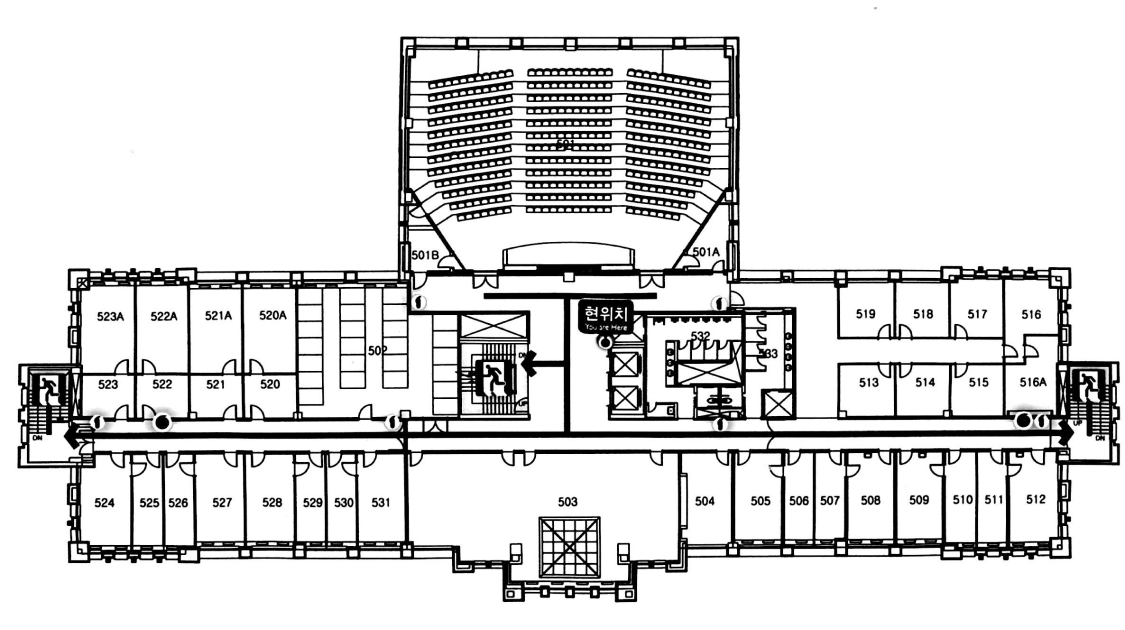 501
501B
501A
현위치
You are Here
523A 522A 521A 520A
519 518 517 516
502
532
533
DN
UP
523 522 521 520
513 514 515 516A
DN
UP
DN
524 525 526 527 528 529 530 531
503
504 505 506 507 508 509 510 511 512